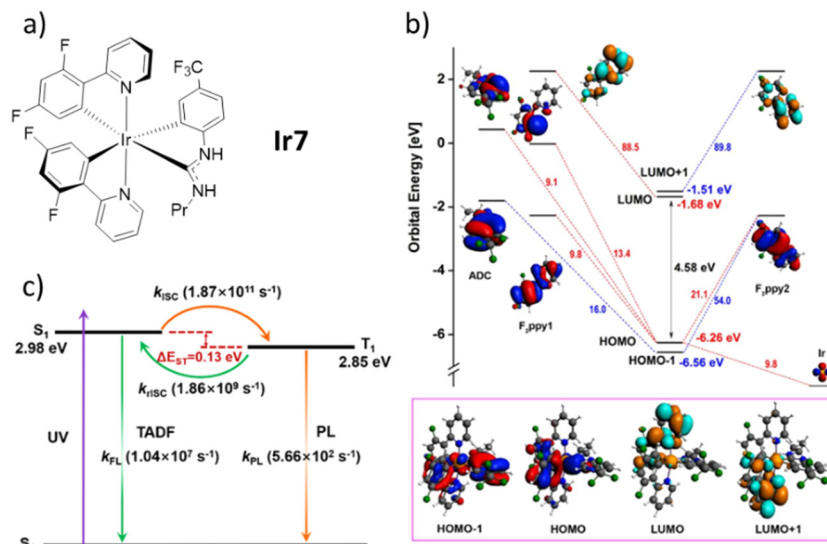 a)
F
F
N
F₃C
Ir
NH
NH
Pr
F
F
N
Ir7
b)
Orbital Energy [eV]
2
0
-2
-4
-6
88.5
89.8
LUMO+1
-1.51 eV
LUMO
-1.68 eV
9.1
13.4
9.8
16.0
ADC
F₂ppy1
4.58 eV
21.1
54.0
F₂ppy2
HOMO
-6.26 eV
HOMO-1
-6.56 eV
9.8
Ir
HOMO-1
HOMO
LUMO
LUMO+1
c)
kISC (1.87×10¹¹ s⁻¹)
S₁
2.98 eV
ΔEST=0.13 eV
T₁
2.85 eV
krISC (1.86×10⁹ s⁻¹)
UV
TADF
kFL (1.04×10⁷ s⁻¹)
PL
kPL (5.66×10² s⁻¹)
S